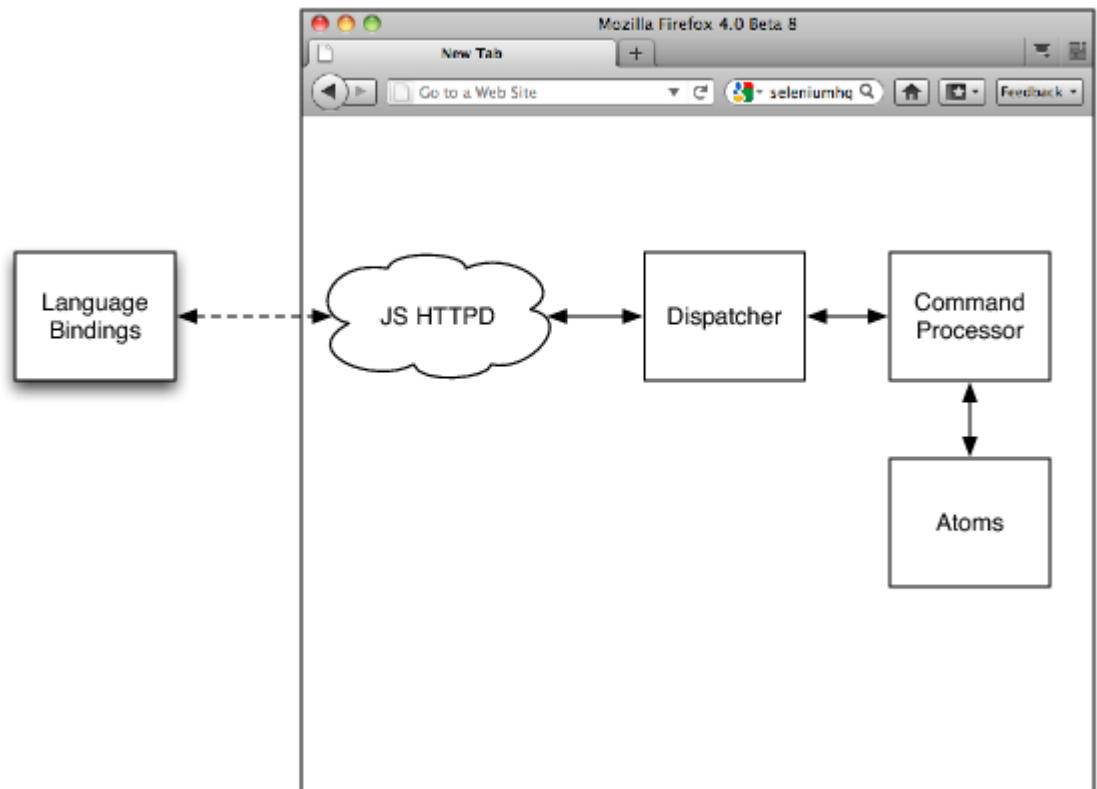 Mozilla Firefox 4.0 Beta 8
New Tab
Go to a Web Site
seleniumhq
Feedback
Language
Bindings
JS HTTPD
Dispatcher
Command
Processor
Atoms